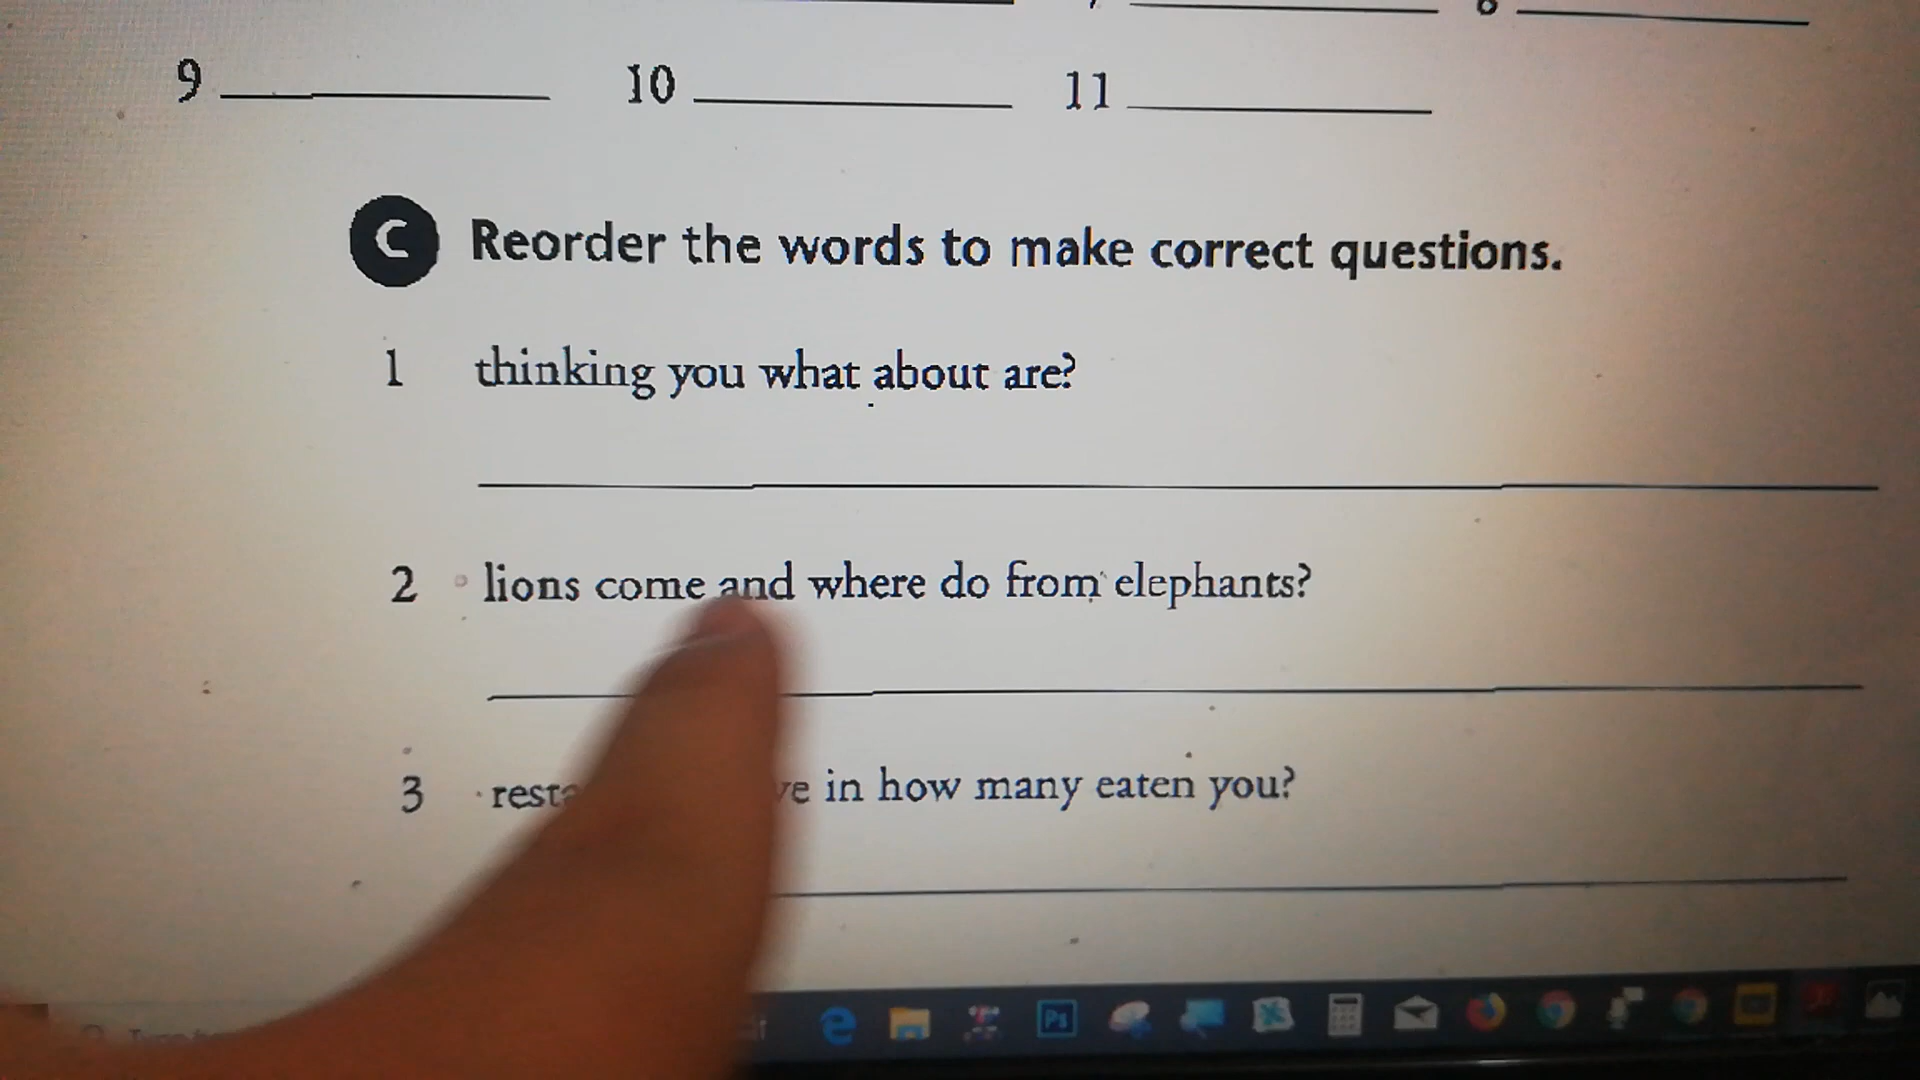 9 10 11
C Reorder the words to make correct questions.
1 thinking you what about are?
2 lions come and where do from elephants?
3 in how many eaten you?
Ps